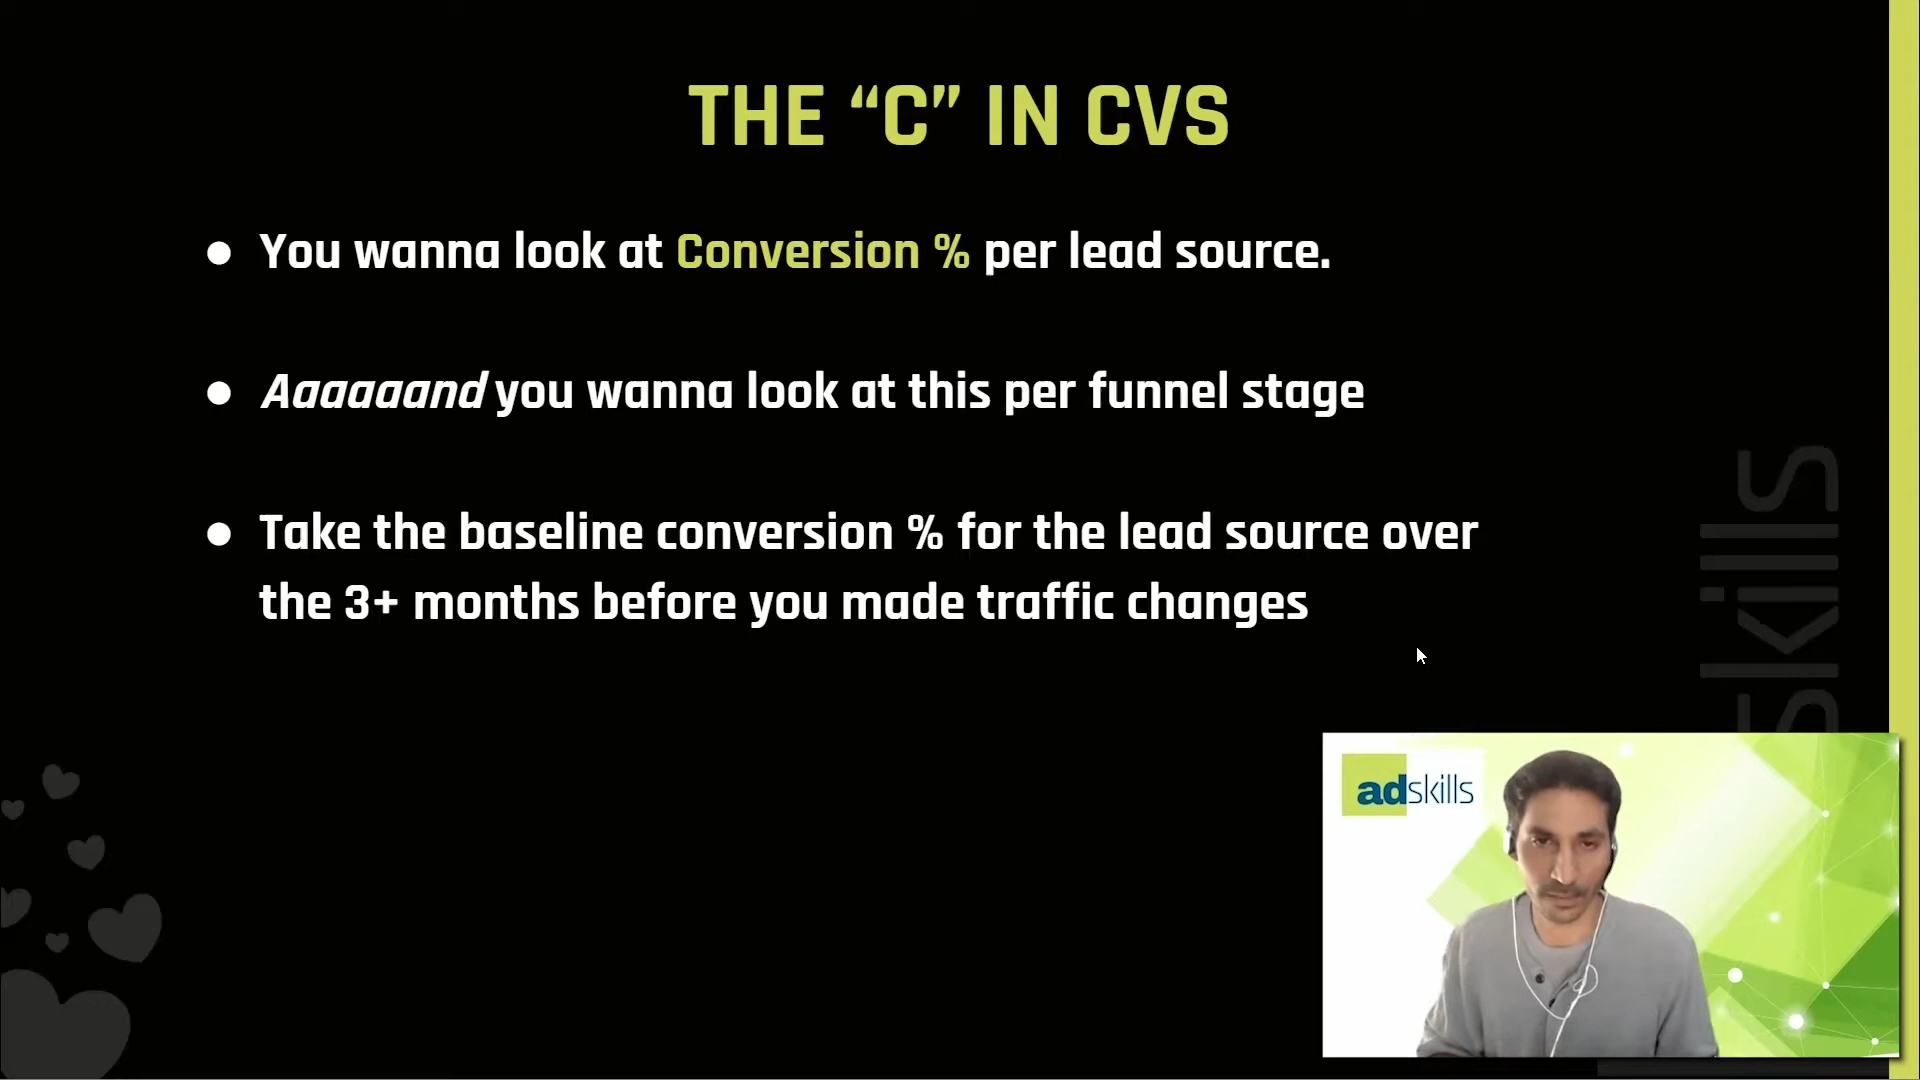 THE “C” IN CVS
● You wanna look at Conversion % per lead source.
● Aaaaaand you wanna look at this per funnel stage
● Take the baseline conversion % for the lead source over
the 3+ months before you made traffic changes
skills
adskills